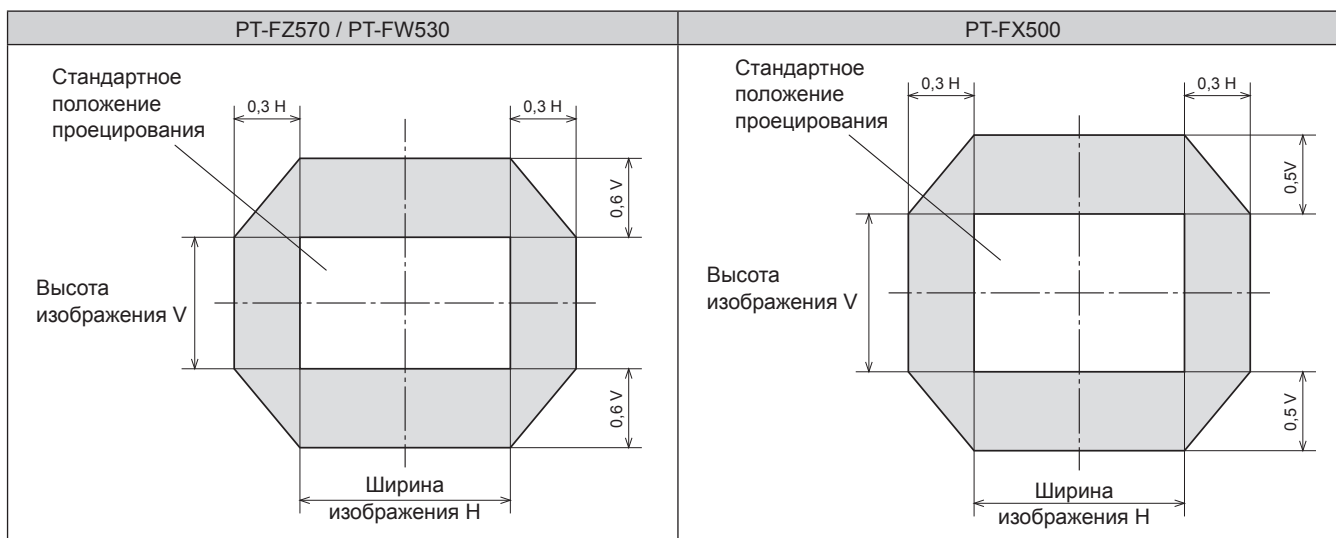 PT-FZ570 / PT-FW530
Стандартное
положение
проецирования
0,3 H
0,3 H
0,6 V
Высота
изображения V
0,6 V
Ширина
изображения H
PT-FX500
Стандартное
положение
проецирования
0,3 H
0,3 H
0,5V
Высота
изображения V
0,5 V
Ширина
изображения H